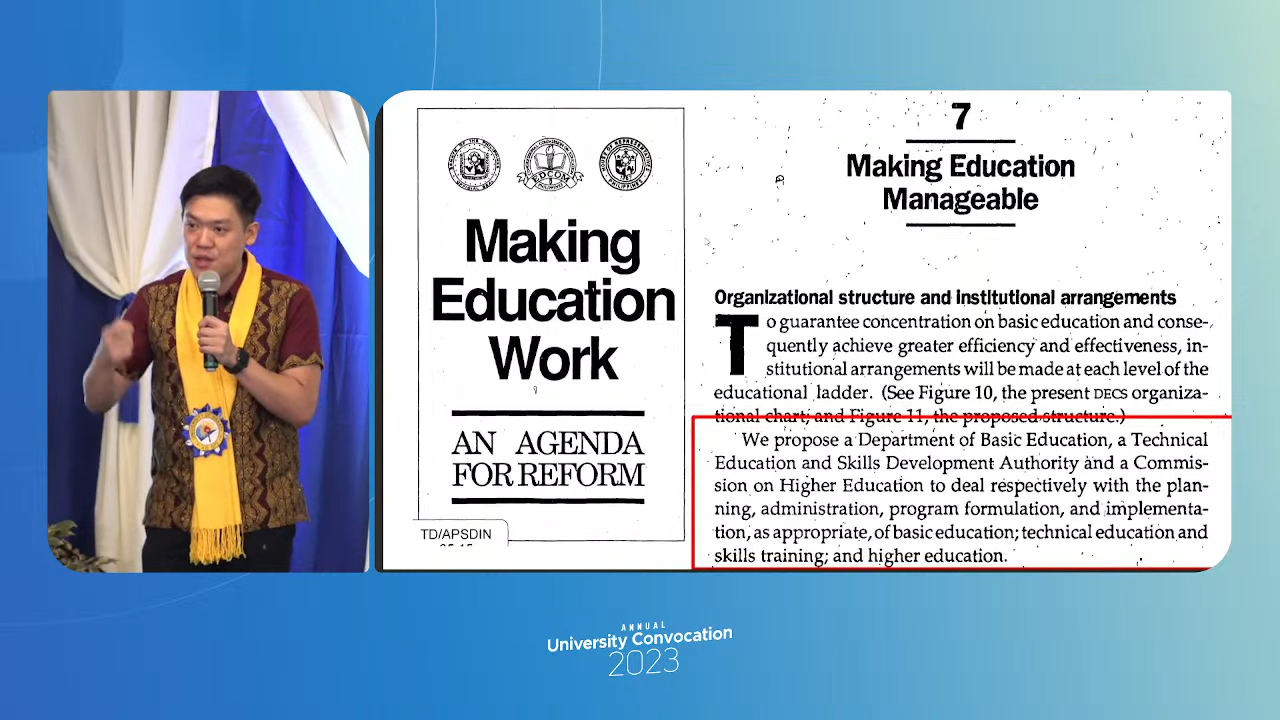 EDCOM
Making
Education
Work
AN AGENDA
FOR REFORM
TD/APSDIN
7
Making Education
Manageable
Organizational structure and institutional arrangements
To guarantee concentration on basic education and conse-
quently achieve greater efficiency and effectiveness, in-
stitutional arrangements will be made at each level of the
educational ladder. (See Figure 10, the present DECS organiza-
tional chart, and Figure 11, the proposed structure.)
We propose a Department of Basic Education, a Technical
Education and Skills Development Authority and a Commis-
sion on Higher Education to deal respectively with the plan-
ning, administration, program formulation, and implementa-
tion, as appropriate, of basic education; technical education and
skills training; and higher education.
ANNUAL
University Convocation
2023